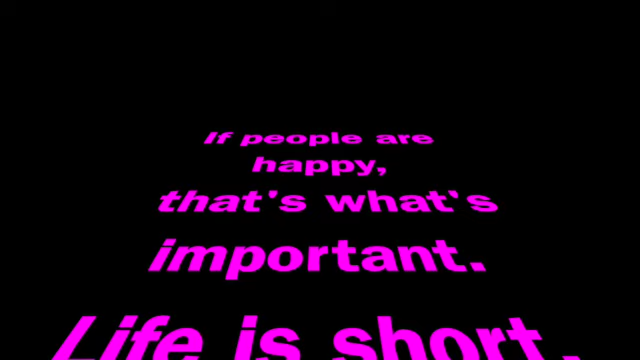 If people are
happy,
that's what's
important.
Life is short.